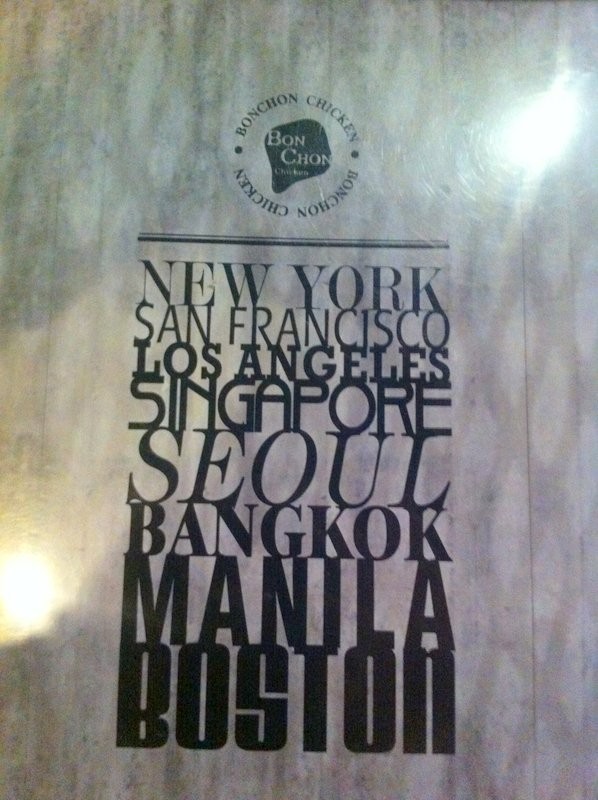 BONCHON CHICKEN • BONCHON CHICKEN •
BON
CHON
Chicken
NEW YORK
SAN FRANCISCO
LOS ANGELES
SINGAPORE
SEOUL
BANGKOK
MANILA
BOSTON